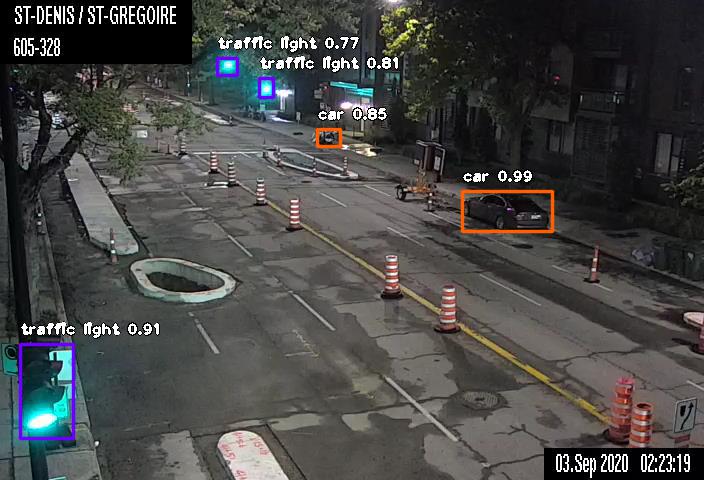 ST-DENIS / ST-GREGOIRE
605-328
traffic light 0.77
traffic light 0.81
car 0.85
car 0.99
traffic light 0.91
03.Sep 2020 02:23:19